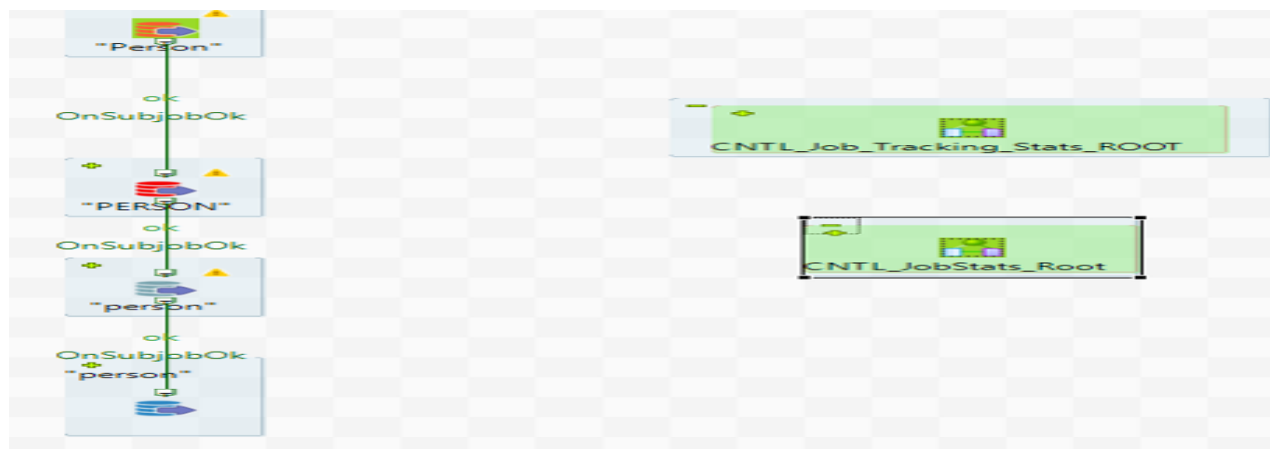 "Person"
ok
OnSubjobOk
"PERSON"
ok
OnSubjobOk
"person"
ok
OnSubjobOk
"person"
CNTL_Job_Tracking_Stats_ROOT
CNTL_JobStats_Root